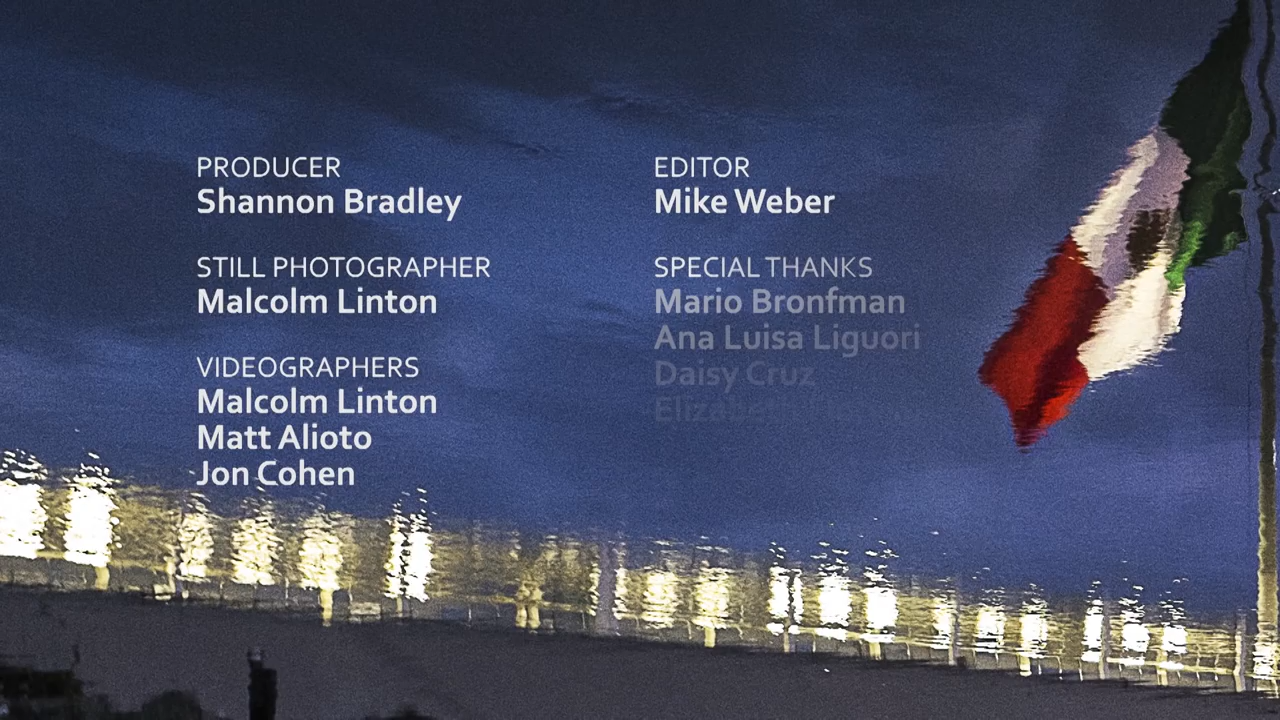 PRODUCER
Shannon Bradley
STILL PHOTOGRAPHER
Malcolm Linton
VIDEOGRAPHERS
Malcolm Linton
Matt Alioto
Jon Cohen
EDITOR
Mike Weber
SPECIAL THANKS
Mario Bronfman
Ana Luisa Liguori
Daisy Cruz